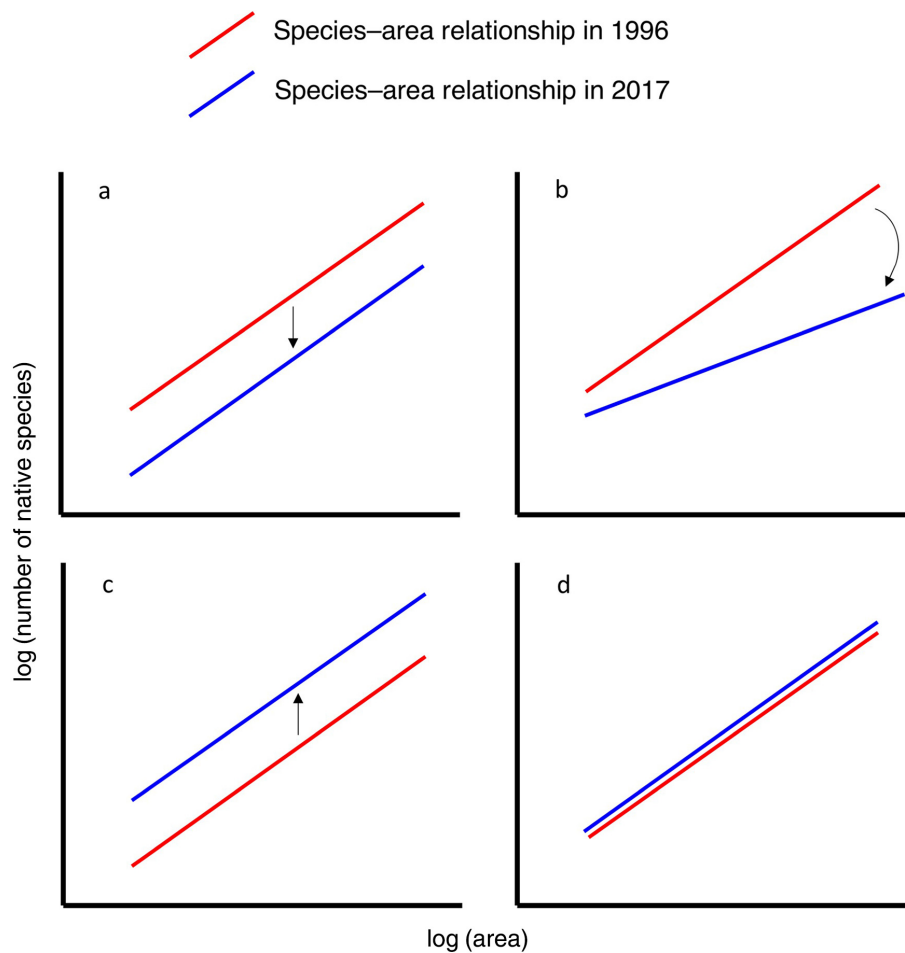 Species–area relationship in 1996
Species–area relationship in 2017
a
b
c
d
log (number of native species)
log (area)